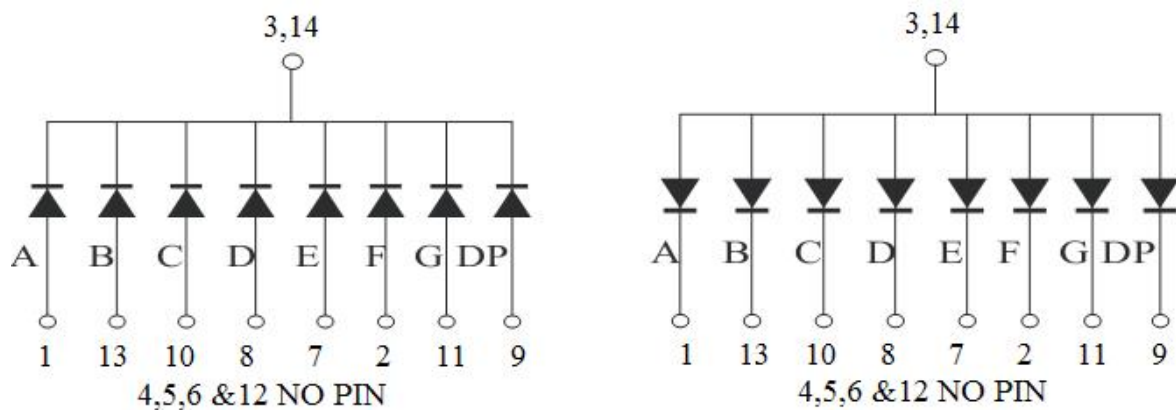 3,14
A B C D E F G DP
1 13 10 8 7 2 11 9
4,5,6 &12 NO PIN
3,14
A B C D E F G DP
1 13 10 8 7 2 11 9
4,5,6 &12 NO PIN